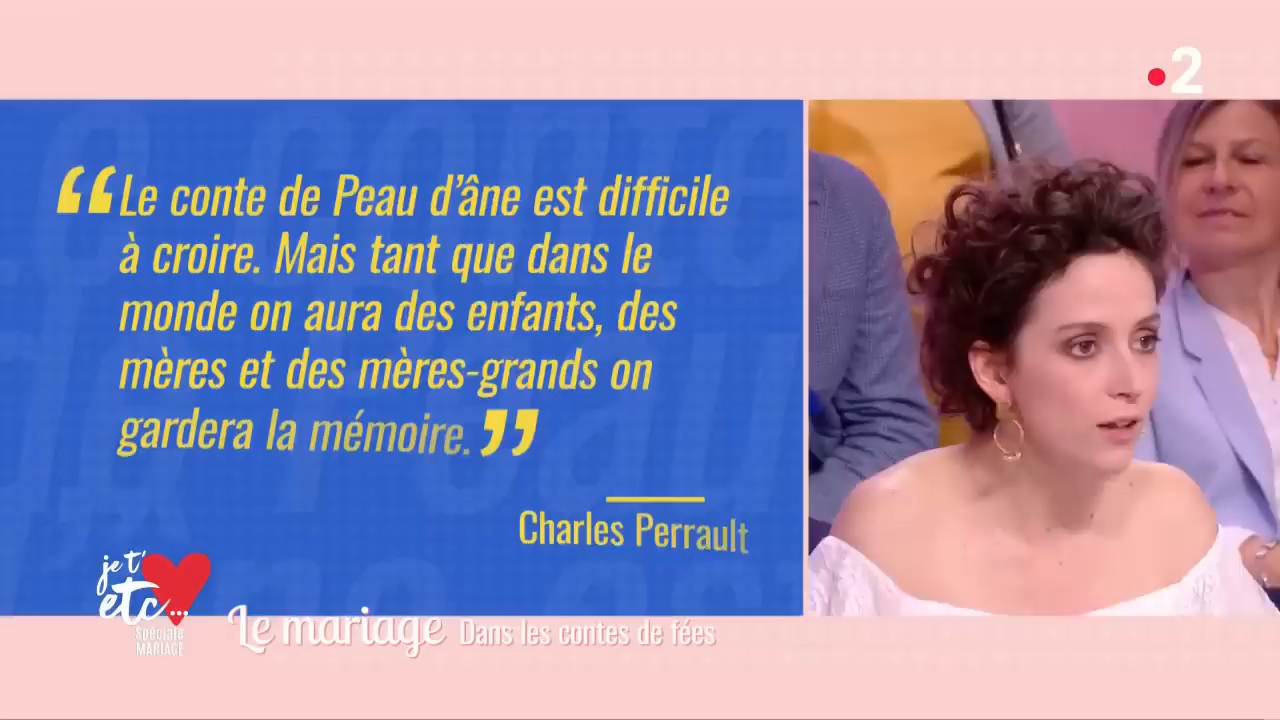 2
“Le conte de Peau d’âne est difficile
à croire. Mais tant que dans le
monde on aura des enfants, des
mères et des mères-grands on
gardera la mémoire.”
Charles Perrault
je t'
etc...
Spéciale
MARIAGE
Le mariage Dans les contes de fées